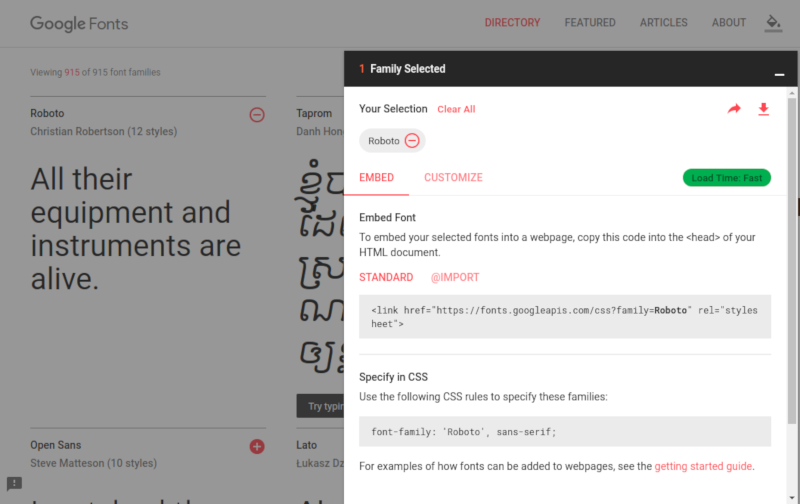 Google Fonts
DIRECTORY FEATURED ARTICLES ABOUT
Viewing 915 of 915 font families
Roboto
Christian Robertson (12 styles)
All their
equipment and
instruments are
alive.
Taprom
Danh Hon
Try typin
Open Sans
Steve Matteson (10 styles)
Lato
Łukasz Dz
1 Family Selected
Your Selection Clear All
Roboto
EMBED CUSTOMIZE
Load Time: Fast
Embed Font
To embed your selected fonts into a webpage, copy this code into the <head> of your
HTML document.
STANDARD @IMPORT
<link href="https://fonts.googleapis.com/css?family=Roboto" rel="styles
heet">
Specify in CSS
Use the following CSS rules to specify these families:
font-family: 'Roboto', sans-serif;
For examples of how fonts can be added to webpages, see the getting started guide.